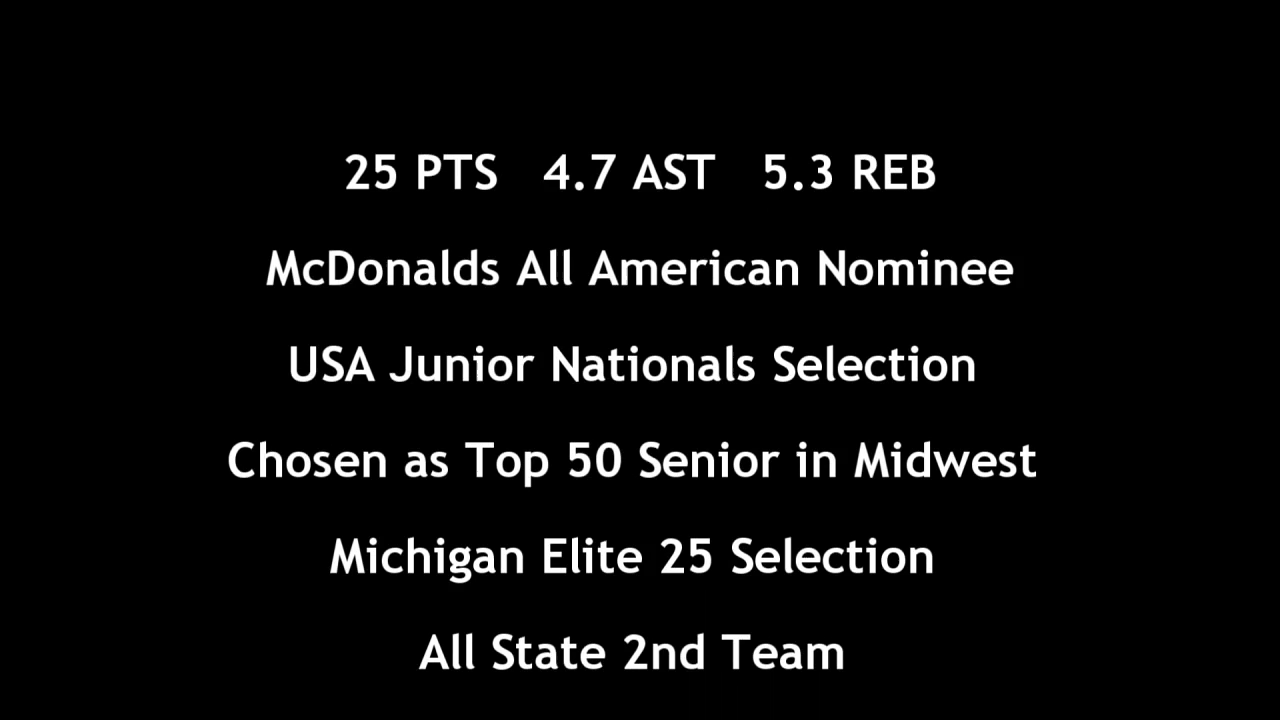 25 PTS 4.7 AST 5.3 REB
McDonalds All American Nominee
USA Junior Nationals Selection
Chosen as Top 50 Senior in Midwest
Michigan Elite 25 Selection
All State 2nd Team